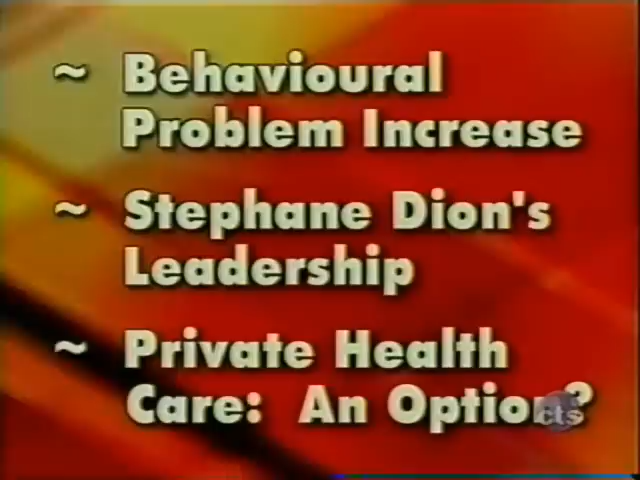 ~ Behavioural
Problem Increase
~ Stephane Dion's
Leadership
~ Private Health
Care: An Option?
cts